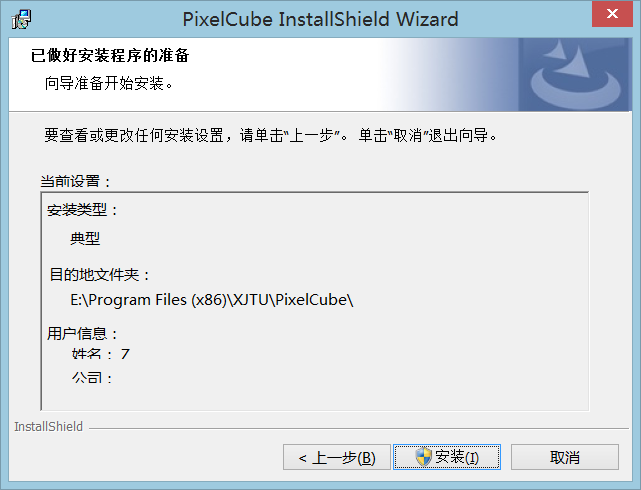 PixelCube InstallShield Wizard
已做好安装程序的准备
向导准备开始安装。
要查看或更改任何安装设置，请单击“上一步”。 单击“取消”退出向导。
当前设置：
安装类型：
典型
目的地文件夹：
E:\Program Files (x86)\XJTU\PixelCube\
用户信息：
姓名： 7
公司：
InstallShield
< 上一步(B)
安装(I)
取消